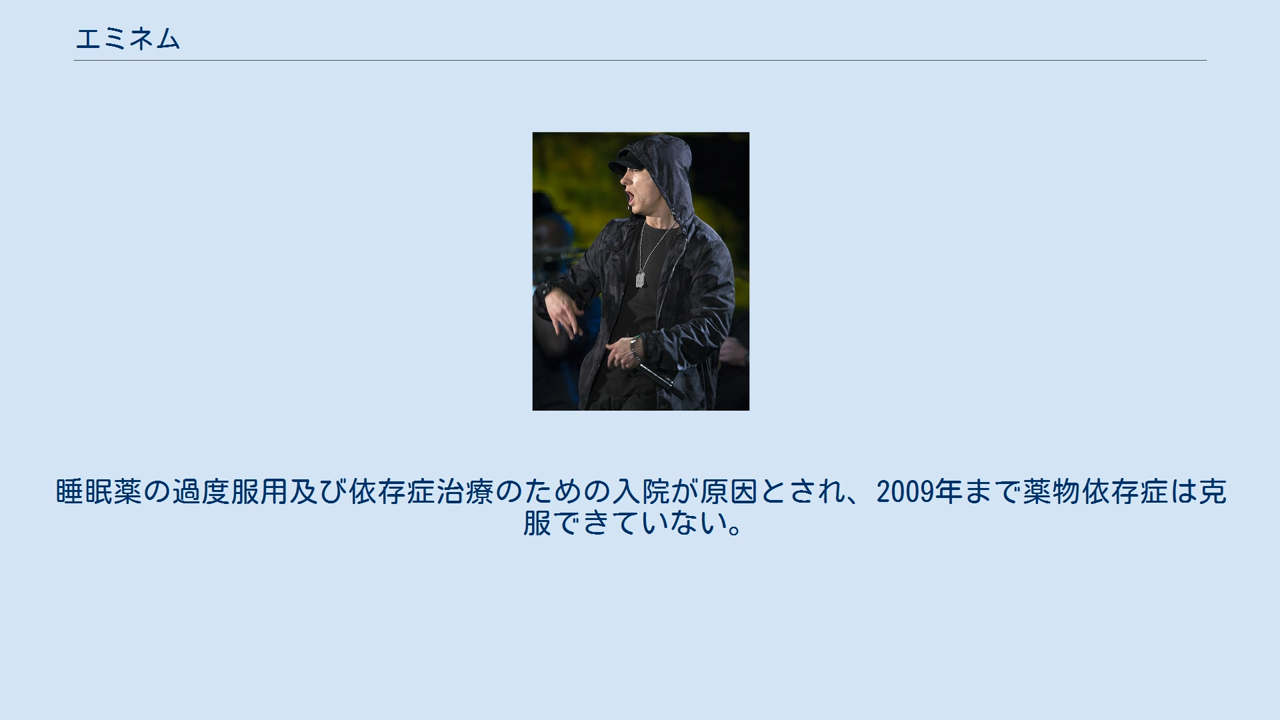 エミネム
睡眠薬の過度服用及び依存症治療のための入院が原因とされ、2009年まで薬物依存症は克
服できていない。